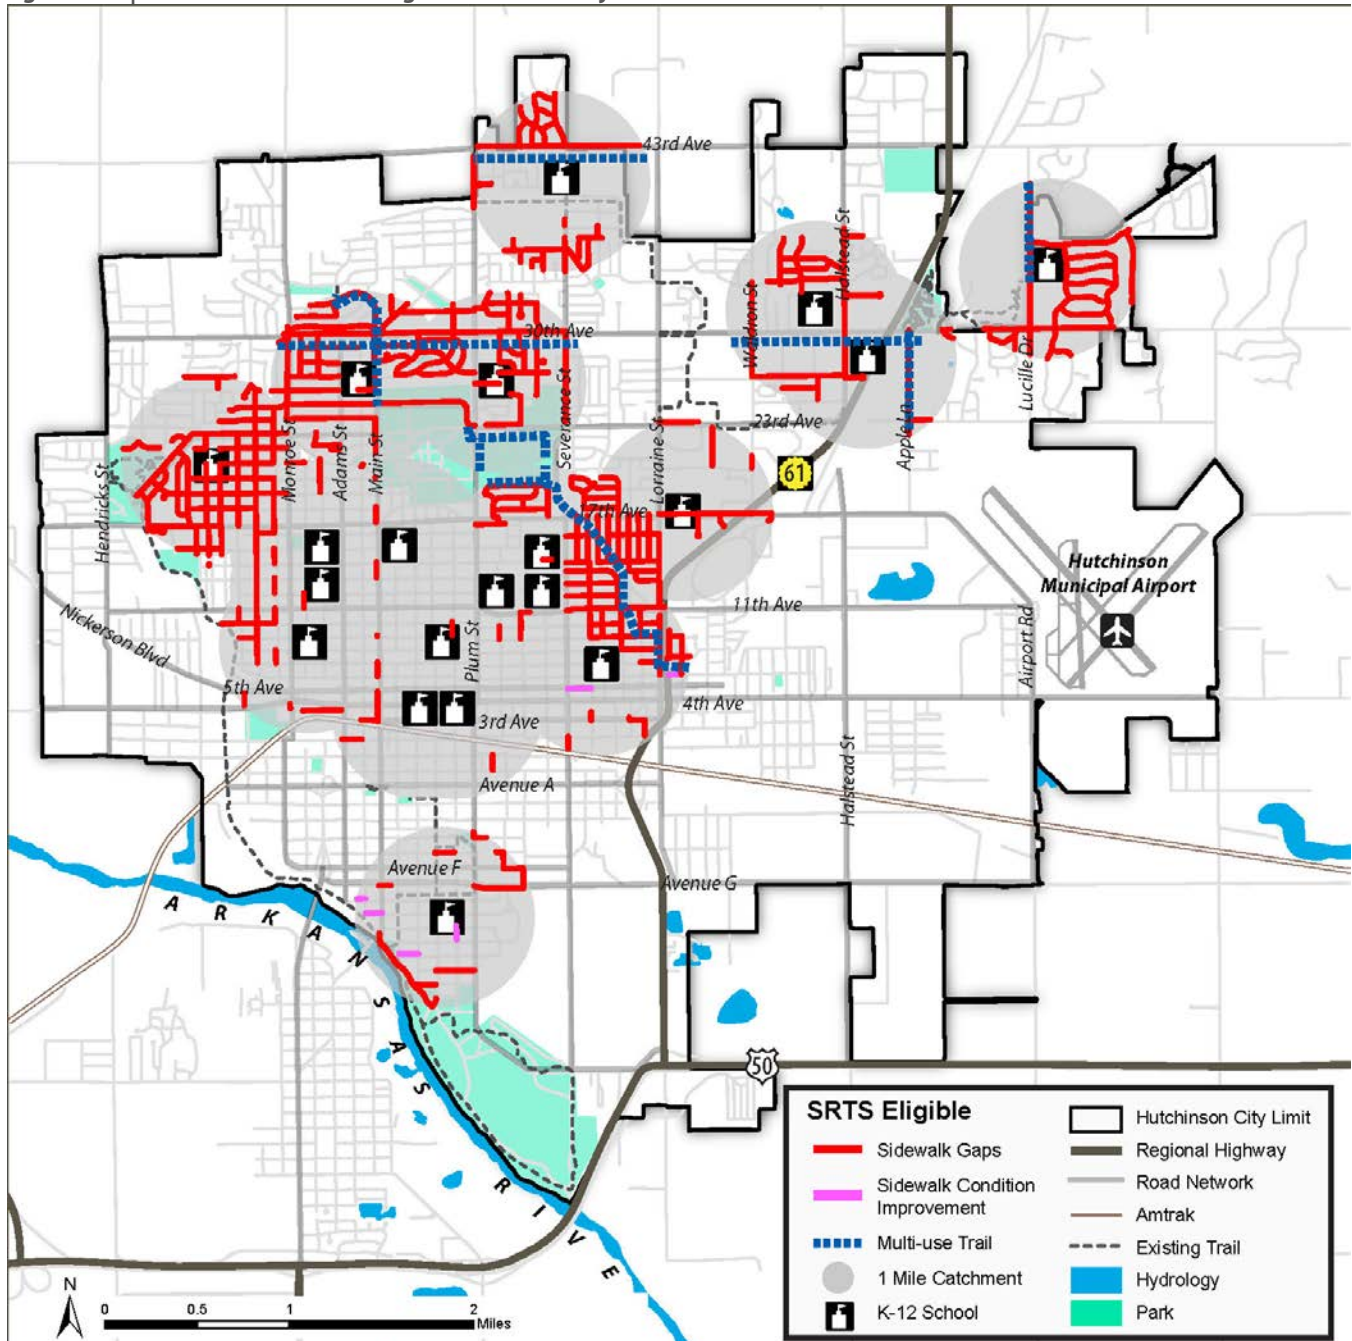 43rd Ave
Halstead St
Waldron St
30th Ave
Lucille Dr
Severance St
23rd Ave
Apple Ln
Monroe St
Adams St
Main St
Lorraine St
61
Hendricks St
17th Ave
Hutchinson
Municipal Airport
11th Ave
Nickerson Blvd
Plum St
Airport Rd
5th Ave
4th Ave
3rd Ave
Halstead St
Avenue A
Avenue F
Avenue G
ARKANSAS RIVE
50
SRTS Eligible
Sidewalk Gaps
Sidewalk Condition
Improvement
Multi-use Trail
1 Mile Catchment
K-12 School
Hutchinson City Limit
Regional Highway
Road Network
Amtrak
Existing Trail
Hydrology
Park
N
0 0.5 1 2
Miles